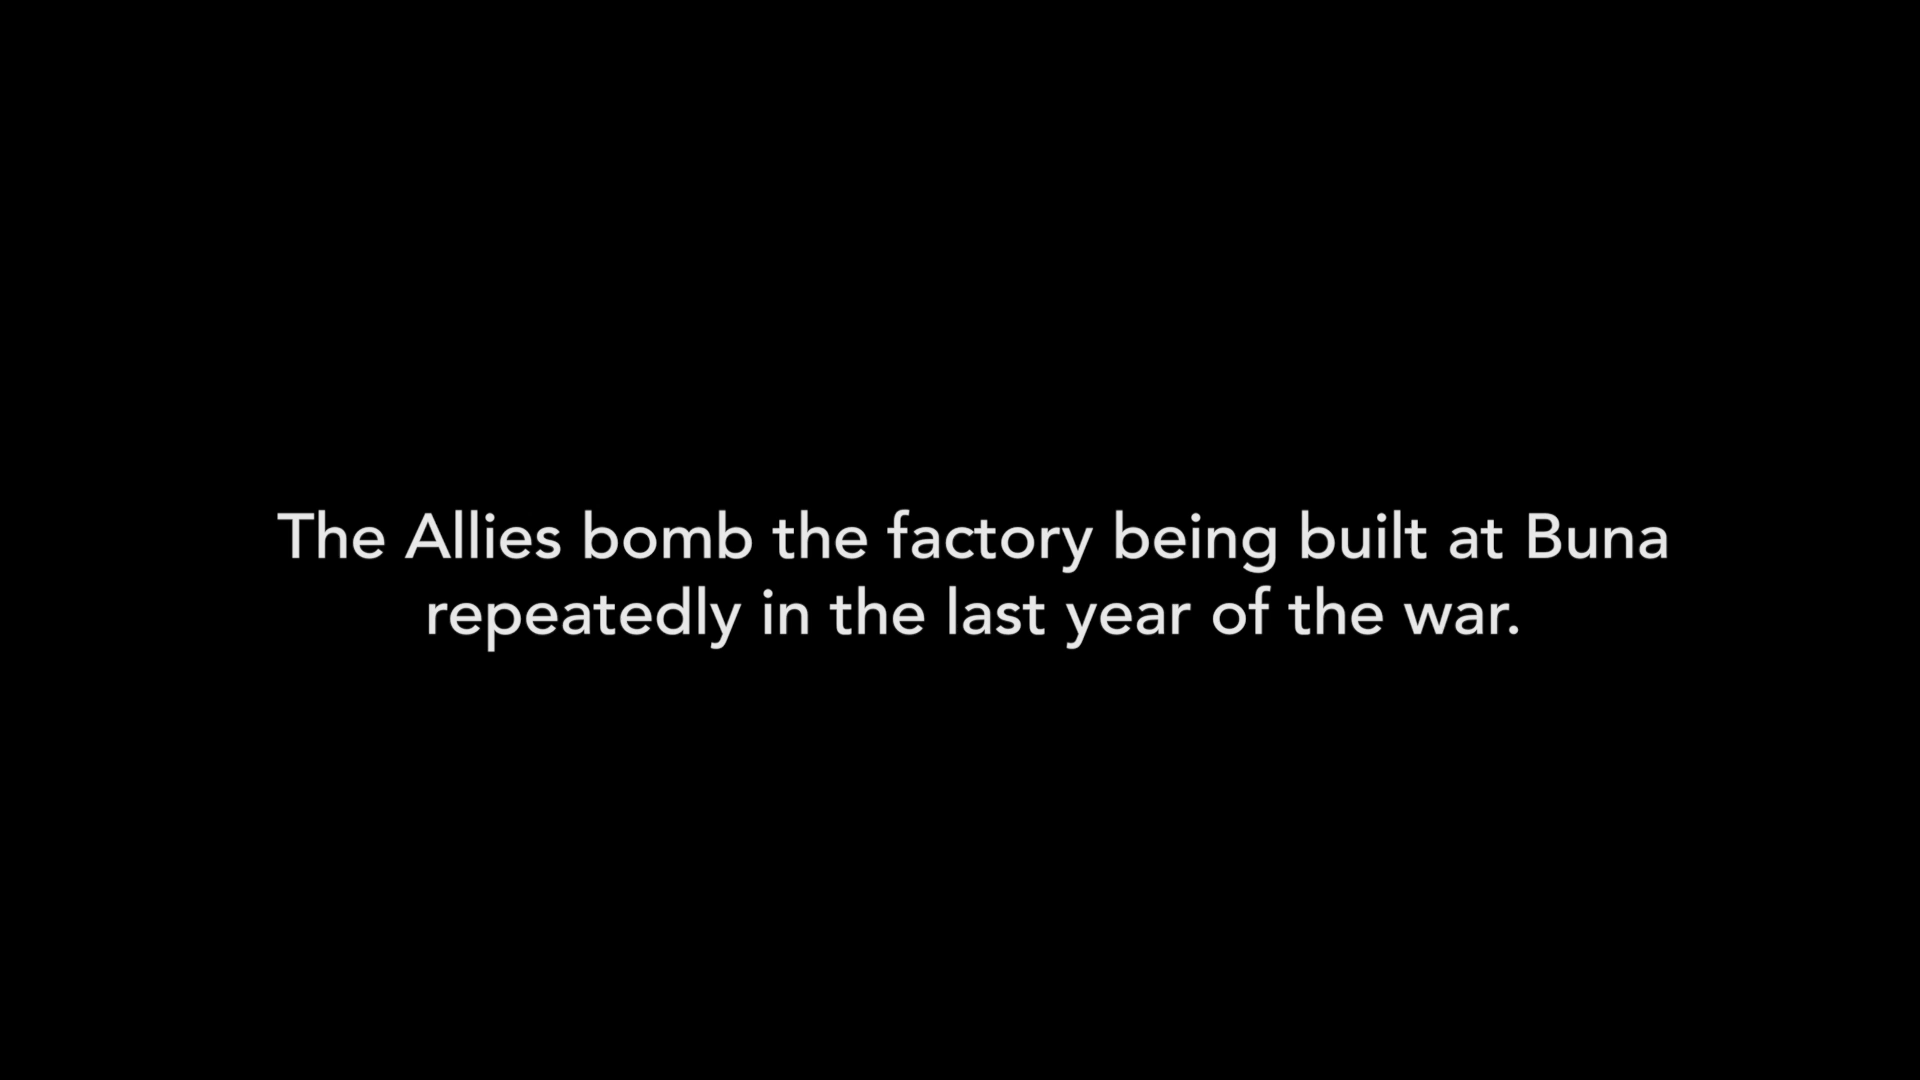 The Allies bomb the factory being built at Buna
repeatedly in the last year of the war.